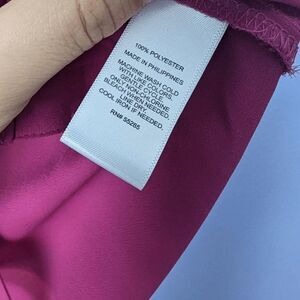 100% POLYESTER
MADE IN PHILIPPINES
MACHINE WASH COLD
WITH LIKE COLORS.
GENTLE CYCLE.
ONLY NON-CHLORINE
BLEACH WHEN NEEDED.
LINE DRY.
COOL IRON IF NEEDED.
RN# 55285